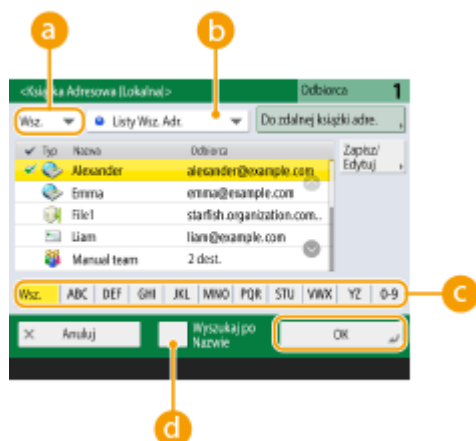 a
b
<Książka Adresowa (Lokalna)> Odbiorca 1
Wsz. Listy Wsz. Adr. Do zdalnej książki adre.
Typ Nazwa Odbiorca Zapisz/
Edytuj
Alexander alexander@example.com
Emma emma@example.com
File1 starfish.organization.com..
Liam liam@example.com
Manual team 2 dest.
Wsz. ABC DEF GHI JKL MNO PQR STU VWX YZ 0-9
c
Anuluj Wyszukaj po
Nazwie OK
d